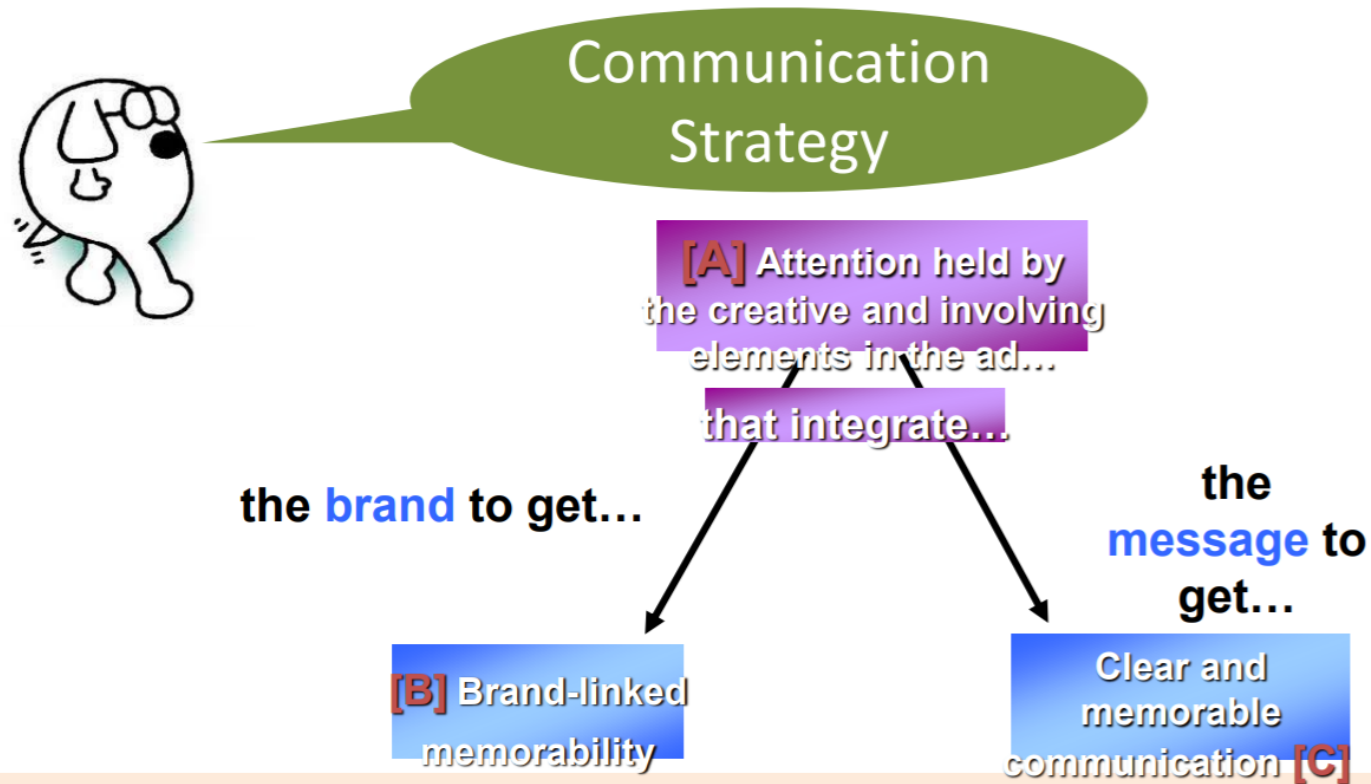 Communication
Strategy
[A] Attention held by
the creative and involving
elements in the ad...
that integrate...
the brand to get...
the
message to
get...
[B] Brand-linked
memorability
Clear and
memorable
communication [C]